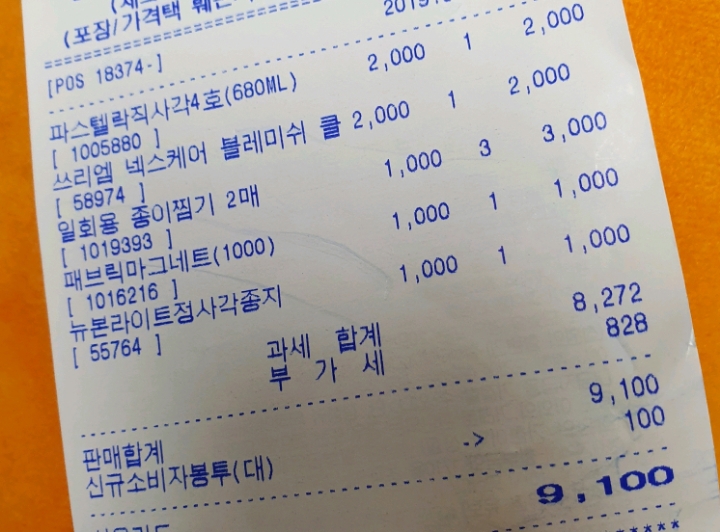 (포장/가격택
=====================
[POS 18374-]
파스텔락직사각4호(680ML) 2,000 1 2,000
[ 1005880 ]
쓰리엠 넥스케어 블레미쉬 쿨 2,000 1 2,000
[ 58974 ]
일회용 종이찜기 2매 1,000 3 3,000
[ 1019393 ]
패브릭마그네트(1000) 1,000 1 1,000
[ 1016216 ]
뉴본라이트정사각종지 1,000 1 1,000
[ 55764 ]
과세 합계 8,272
부 가 세 828
판매합계 9,100
신규소비자봉투(대) -> 100
9,100